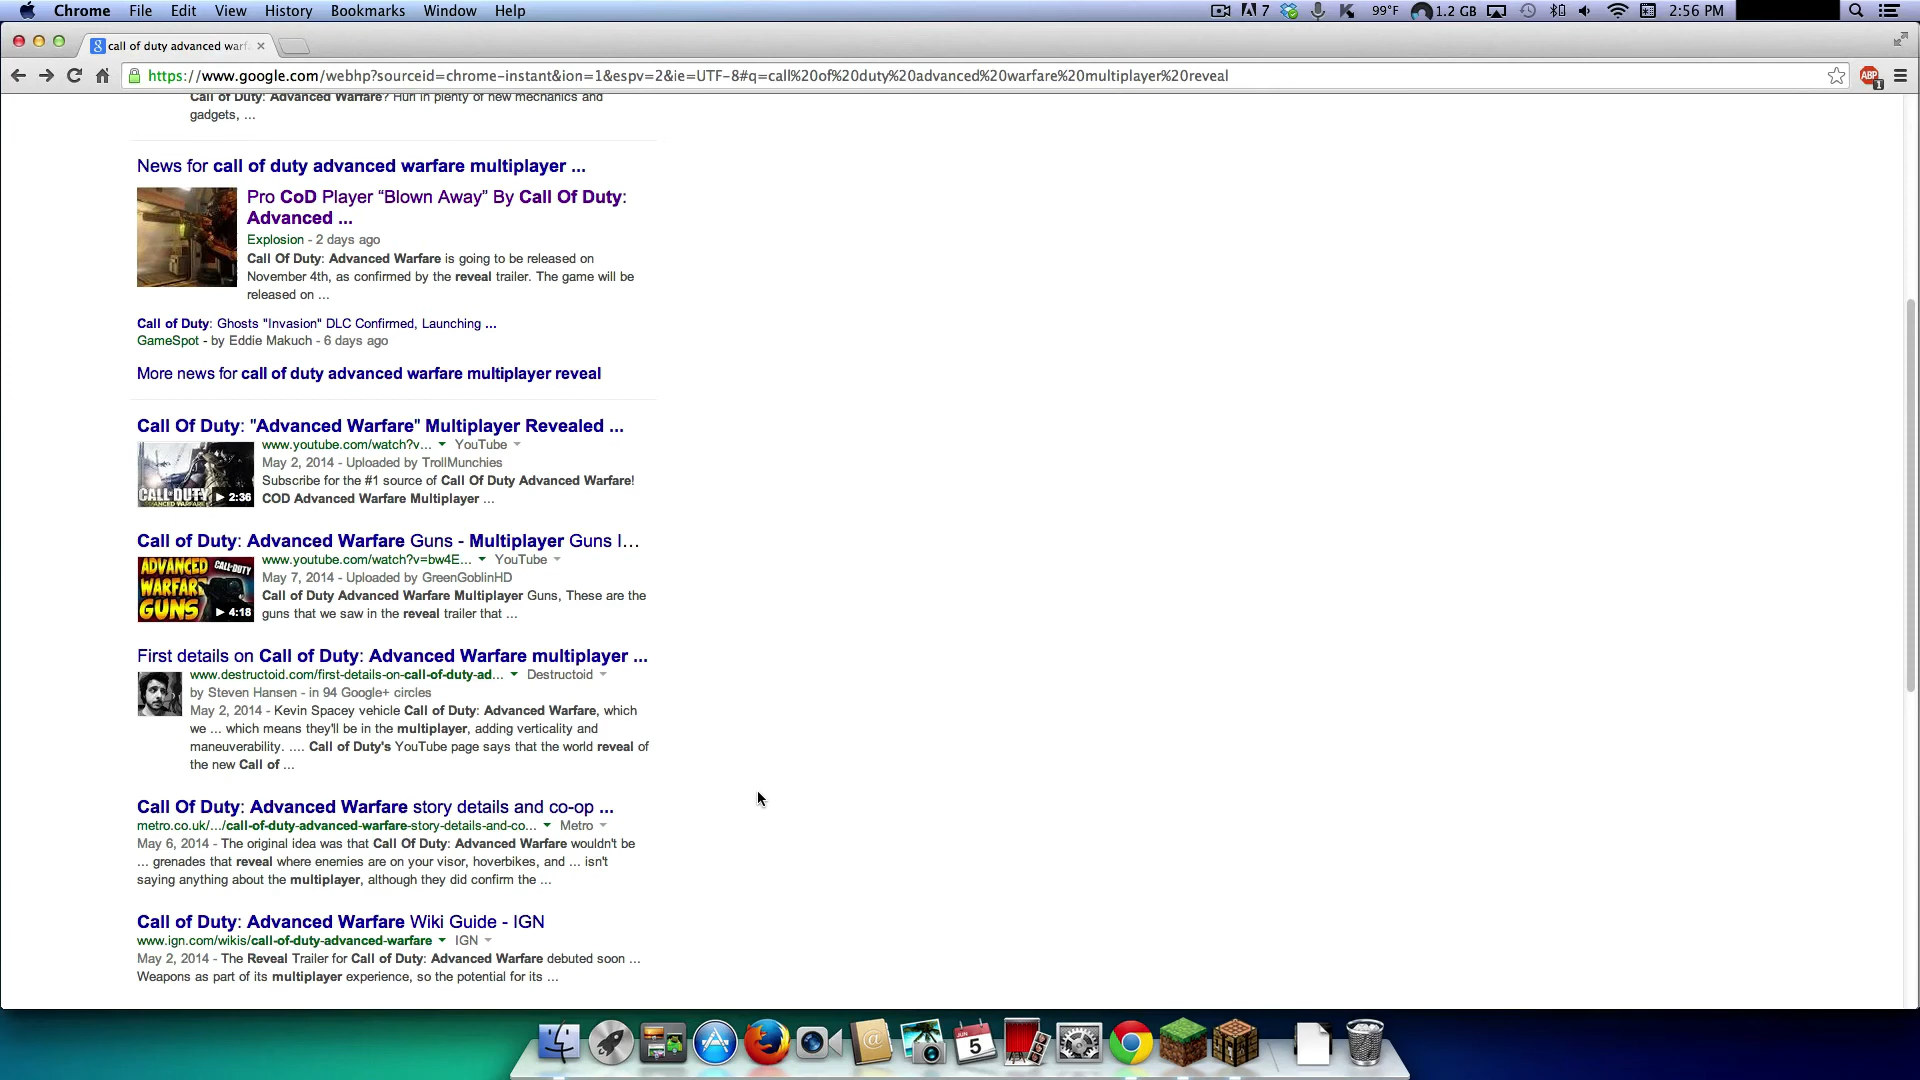 Chrome File Edit View History Bookmarks Window Help 7 99°F 1.2 GB 2:56 PM
call of duty advanced warf
https://www.google.com/webhp?sourceid=chrome-instant&ion=1&espv=2&ie=UTF-8#q=call%20of%20duty%20advanced%20warfare%20multiplayer%20reveal ABP 1
Call of Duty: Advanced Warfare? Hurl in plenty of new mechanics and
gadgets, ...
News for call of duty advanced warfare multiplayer ...
Pro CoD Player “Blown Away” By Call Of Duty:
Advanced ...
Explosion - 2 days ago
Call Of Duty: Advanced Warfare is going to be released on
November 4th, as confirmed by the reveal trailer. The game will be
released on ...
Call of Duty: Ghosts "Invasion" DLC Confirmed, Launching ...
GameSpot - by Eddie Makuch - 6 days ago
More news for call of duty advanced warfare multiplayer reveal
Call Of Duty: "Advanced Warfare" Multiplayer Revealed ...
www.youtube.com/watch?v... YouTube
May 2, 2014 - Uploaded by TrollMunchies
Subscribe for the #1 source of Call Of Duty Advanced Warfare!
COD Advanced Warfare Multiplayer ...
CALL OF DUTY
ADVANCED WARFARE
2:36
Call of Duty: Advanced Warfare Guns - Multiplayer Guns I...
www.youtube.com/watch?v=bw4E... YouTube
May 7, 2014 - Uploaded by GreenGoblinHD
Call of Duty Advanced Warfare Multiplayer Guns, These are the
guns that we saw in the reveal trailer that ...
ADVANCED CALL OF DUTY
WARFARE
GUNS 4:18
First details on Call of Duty: Advanced Warfare multiplayer ...
www.destructoid.com/first-details-on-call-of-duty-ad... Destructoid
by Steven Hansen - in 94 Google+ circles
May 2, 2014 - Kevin Spacey vehicle Call of Duty: Advanced Warfare, which
we ... which means they'll be in the multiplayer, adding verticality and
maneuverability. .... Call of Duty's YouTube page says that the world reveal of
the new Call of ...
Call Of Duty: Advanced Warfare story details and co-op ...
metro.co.uk/.../call-of-duty-advanced-warfare-story-details-and-co... Metro
May 6, 2014 - The original idea was that Call Of Duty: Advanced Warfare wouldn't be
... grenades that reveal where enemies are on your visor, hoverbikes, and ... isn't
saying anything about the multiplayer, although they did confirm the ...
Call of Duty: Advanced Warfare Wiki Guide - IGN
www.ign.com/wikis/call-of-duty-advanced-warfare IGN
May 2, 2014 - The Reveal Trailer for Call of Duty: Advanced Warfare debuted soon ...
Weapons as part of its multiplayer experience, so the potential for its ...
JUN
5